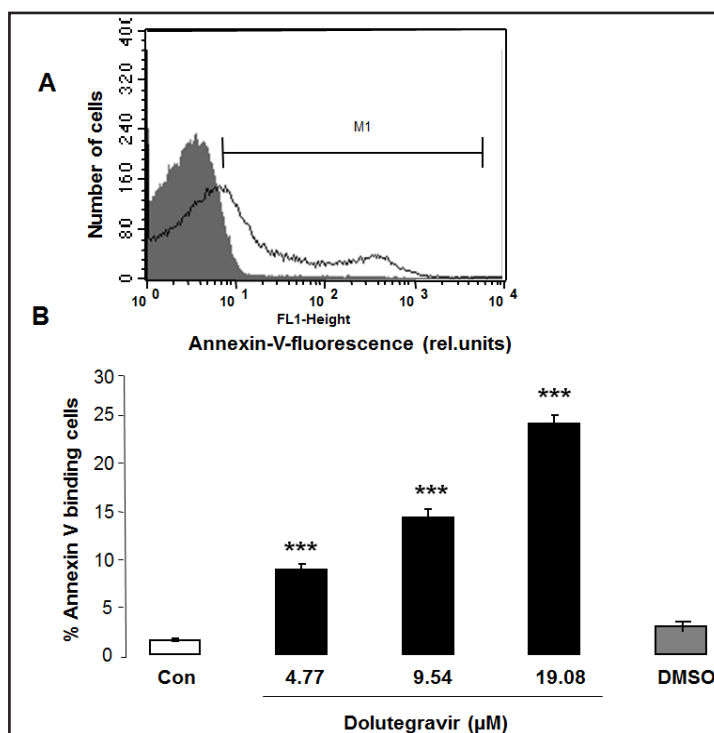 A
Number of cells
400
320
240
160
80
0
M1
10^0 10^1 10^2 10^3 10^4
FL1-Height
Annexin-V-fluorescence (rel.units)
B
% Annexin V binding cells
30
25
20
15
10
5
0
***
***
***
Con 4.77 9.54 19.08 DMSO
Dolutegravir (µM)